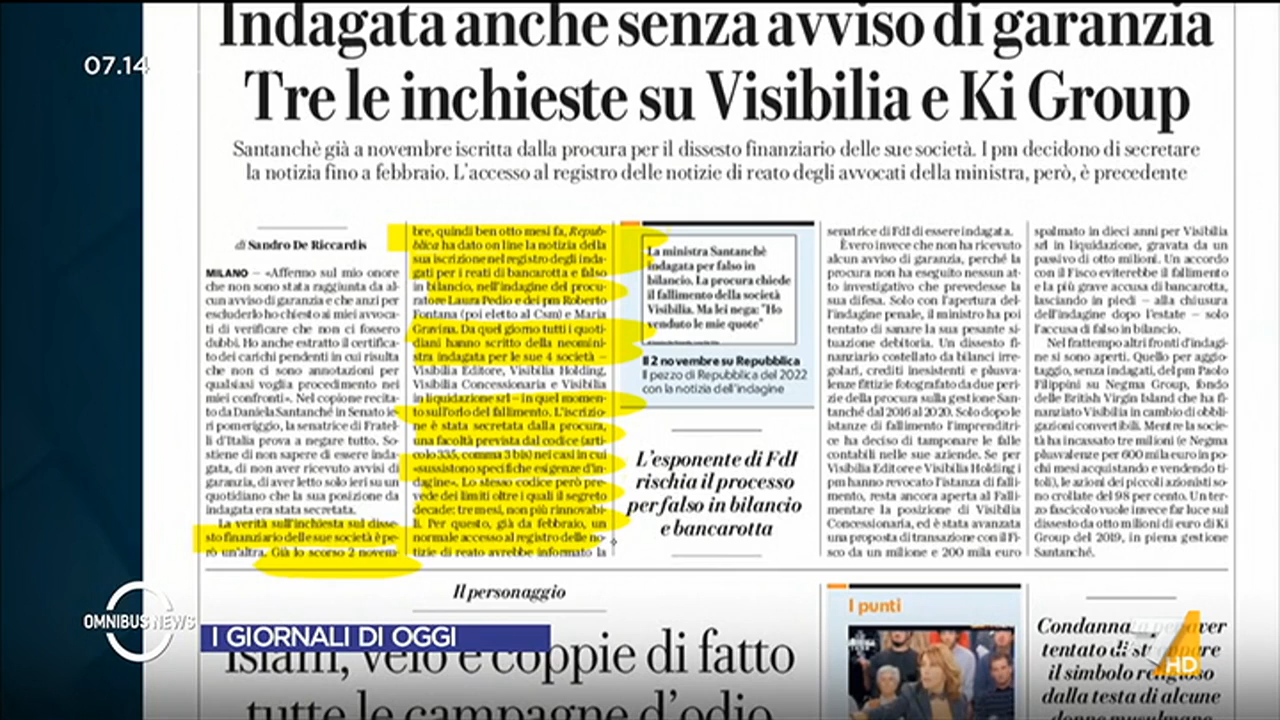 07.14
Indagata anche senza avviso di garanzia
Tre le inchieste su Visibilia e Ki Group
Santanchè già a novembre iscritta dalla procura per il dissesto finanziario delle sue società. I pm decidono di secretare
la notizia fino a febbraio. L'accesso al registro delle notizie di reato degli avvocati della ministra, però, è precedente
di Sandro De Riccardis
MILANO – «Affermo sul mio onore
che non sono stata raggiunta da al-
cun avviso di garanzia e che anzi per
escluderlo ho chiesto ai miei avvoca-
ti di verificare che non ci fossero
dubbi. Ho anche estratto il certifica-
to dei carichi pendenti in cui risulta
che non ci sono annotazioni per
qualsiasi voglia procedimento nei
miei confronti». Nel copione recita-
to da Daniela Santanchè in Senato ie-
ri pomeriggio, la senatrice di Fratel-
li d'Italia prova a negare tutto. So-
stiene di non sapere di essere inda-
gata, di non aver ricevuto avvisi di
garanzia, di aver letto solo ieri su un
quotidiano che la sua posizione da
indagata era stata secretata.
La verità sull'inchiesta sul disse-
sto finanziario delle sue società è pe-
rò un'altra. Già lo scorso 2 novem-
bre, quindi ben otto mesi fa, Repub-
blica ha dato on line la notizia della
sua iscrizione nel registro degli inda-
gati per i reati di bancarotta e falso
in bilancio, nell'indagine del procu-
ratore Laura Pedio e dei pm Roberto
Fontana (poi eletto al Csm) e Maria
Gravina. Da quel giorno tutti i quoti-
diani hanno scritto della neomini-
stra indagata per le sue 4 società –
Visibilia Editore, Visibilia Holding,
Visibilia Concessionaria e Visibilia
in liquidazione srl – in quel momen-
to sull'orlo del fallimento. L'iscrizio-
ne è stata secretata dalla procura,
una facoltà prevista dal codice (arti-
colo 335, comma 3 bis) nei casi in cui
«sussistono specifiche esigenze d'in-
dagine». Lo stesso codice però pre-
vede dei limiti oltre i quali il segreto
decade: tre mesi, non più rinnovabi-
li. Per questo, già da febbraio, un
normale accesso al registro delle no-
tizie di reato avrebbe informato la
La ministra Santanchè
indagata per falso in
bilancio. La procura chiede
il fallimento della società
Visibilia. Ma lei nega: "Ho
venduto le mie quote"
Il 2 novembre su Repubblica
Il pezzo di Repubblica del 2022
con la notizia dell'indagine
L'esponente di FdI
rischia il processo
per falso in bilancio
e bancarotta
senatrice di FdI di essere indagata.
È vero invece che non ha ricevuto
alcun avviso di garanzia, perché la
procura non ha eseguito nessun at-
to investigativo che prevedesse la
sua difesa. Solo con l'apertura del-
l'indagine penale, il ministro ha poi
tentato di sanare la sua pesante si-
tuazione debitoria. Un dissesto fi-
nanziario costellato da bilanci irre-
golari, crediti inesistenti e plusva-
lenze fittizie fotografato da due peri-
zie della procura sulla gestione San-
tanchè dal 2016 al 2020. Solo dopo le
istanze di fallimento l'imprenditri-
ce ha deciso di tamponare le falle
contabili nelle sue aziende. Se per
Visibilia Editore e Visibilia Holding i
pm hanno revocato l'istanza di falli-
mento, resta ancora aperta al Falli-
mentare la posizione di Visibilia
Concessionaria, ed è stata avanzata
una proposta di transazione con il Fi-
sco da un milione e 200 mila euro
spalmato in dieci anni per Visibilia
srl in liquidazione, gravata da un
passivo di otto milioni. Un accordo
con il Fisco eviterebbe il fallimento
e la più grave accusa di bancarotta,
lasciando in piedi – alla chiusura
dell'indagine dopo l'estate – solo
l'accusa di falso in bilancio.
Nel frattempo altri fronti d'indagi-
ne si sono aperti. Quello per aggio-
taggio, senza indagati, del pm Paolo
Filippini su Negma Group, fondo
delle British Virgin Island che ha fi-
nanziato Visibilia in cambio di obbli-
gazioni convertibili. Mentre la socie-
tà ha incassato tre milioni (e Negma
plusvalenze per 600 mila euro in po-
chi mesi acquistando e vendendo ti-
toli), le azioni dei piccoli azionisti so-
no crollate del 98 per cento. Un ter-
zo fascicolo vuole invece far luce sul
dissesto da otto milioni di euro di Ki
Group del 2019, in piena gestione
Santanchè.
Il personaggio
Islam, velo e coppie di fatto
tutte le campagne d'odio
I punti
Condannata per aver
tentato di strappare
il simbolo religioso
dalla testa di alcune
donne musulmane
OMNIBUS NEWS
I GIORNALI DI OGGI
HD